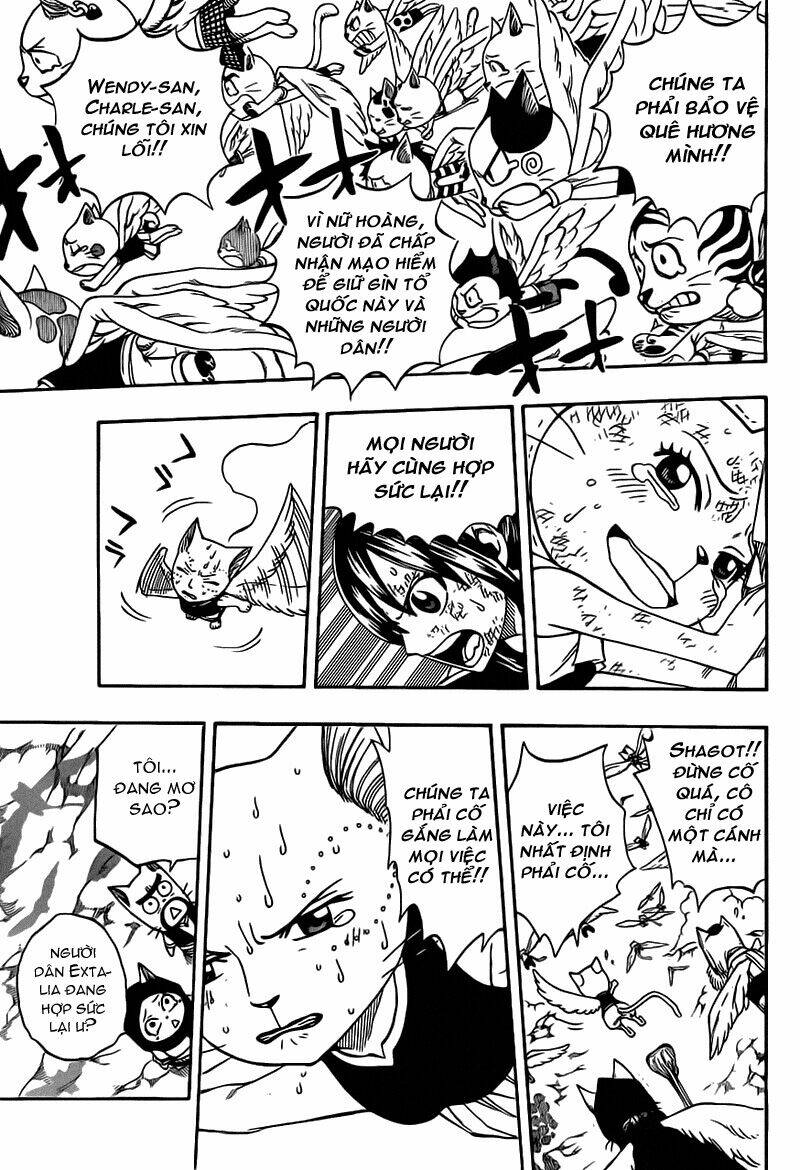 CHÚNG TA
PHẢI BẢO VỆ
QUÊ HƯƠNG
MÌNH!!
WENDY-SAN,
CHARLE-SAN,
CHÚNG TÔI XIN
LỖI!!
VÌ NỮ HOÀNG,
NGƯỜI ĐÃ CHẤP
NHẬN MẠO HIỂM
ĐỂ GIỮ GÌN TỔ
QUỐC NÀY VÀ
NHỮNG NGƯỜI
DÂN!!
MỌI NGƯỜI
HÃY CÙNG HỢP
SỨC LẠI!!
SHAGOT!!
ĐỪNG CỐ
QUÁ, CÔ
CHỈ CÓ
MỘT CÁNH
MÀ...
VIỆC
NÀY... TÔI
NHẤT ĐỊNH
PHẢI CỐ...
CHÚNG TA
PHẢI CỐ
GẮNG LÀM
MỌI VIỆC
CÓ THỂ!!
TÔI...
ĐANG MƠ
SAO?
NGƯỜI
DÂN EXTA-
LIA ĐANG
HỢP SỨC
LẠI Ư?